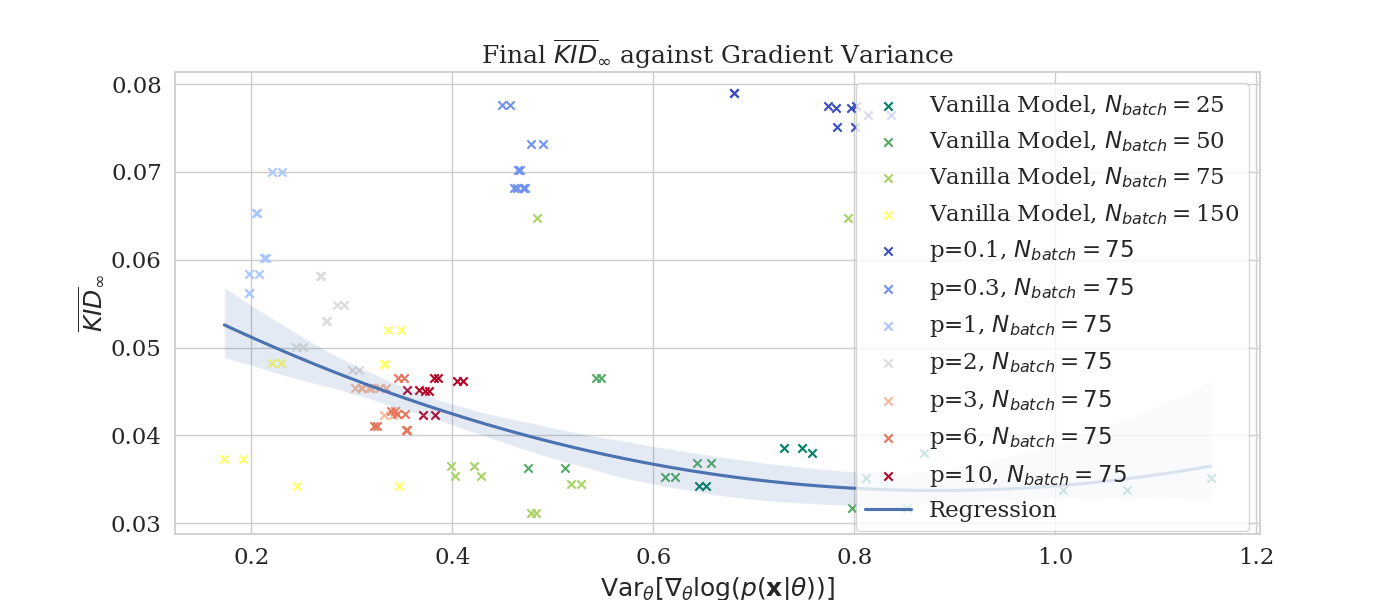 Final $\overline{KID}_\infty$ against Gradient Variance
0.08
0.07
0.06
0.05
0.04
0.03
$\overline{KID}_\infty$
Vanilla Model, $N_{batch} = 25$
Vanilla Model, $N_{batch} = 50$
Vanilla Model, $N_{batch} = 75$
Vanilla Model, $N_{batch} = 150$
p=0.1, $N_{batch} = 75$
p=0.3, $N_{batch} = 75$
p=1, $N_{batch} = 75$
p=2, $N_{batch} = 75$
p=3, $N_{batch} = 75$
p=6, $N_{batch} = 75$
p=10, $N_{batch} = 75$
Regression
0.2 0.4 0.6 0.8 1.0 1.2
$\mathrm{Var}_\theta[\nabla_\theta \log(p(\mathbf{x}|\theta))]$